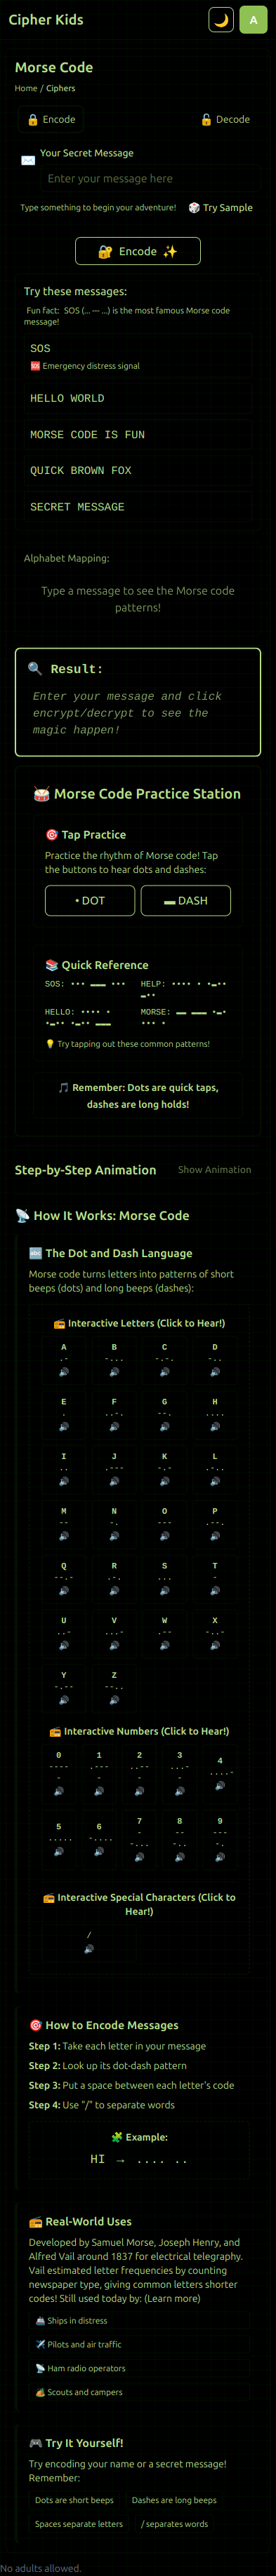 Cipher Kids
A
Morse Code
Home / Ciphers
Encode
Decode
Your Secret Message
Enter your message here
Type something to begin your adventure!
Try Sample
Encode
Try these messages:
Fun fact: SOS (... --- ...) is the most famous Morse code
message!
SOS
🆘 Emergency distress signal
HELLO WORLD
MORSE CODE IS FUN
QUICK BROWN FOX
SECRET MESSAGE
Alphabet Mapping:
Type a message to see the Morse code
patterns!
Result:
Enter your message and click
encrypt/decrypt to see the
magic happen!
Morse Code Practice Station
Tap Practice
Practice the rhythm of Morse code! Tap
the buttons to hear dots and dashes:
• DOT
▬ DASH
Quick Reference
SOS: ••• ▬▬▬ •••
HELP: •••• • •▬••
•▬▬•
HELLO: •••• •
•▬•• •▬•• ▬▬▬
MORSE: ▬▬ ▬▬▬ •▬•
••• •
Try tapping out these common patterns!
Remember: Dots are quick taps,
dashes are long holds!
Step-by-Step Animation
Show Animation
How It Works: Morse Code
🔤 The Dot and Dash Language
Morse code turns letters into patterns of short
beeps (dots) and long beeps (dashes):
Interactive Letters (Click to Hear!)
A B C D
.- -... -.-. -..
E F G H
. ..-. --. ....
I J K L
.. .--- -.- .-..
M N O P
-- -. --- .--.
Q R S T
--.- .-. ... -
U V W X
..- ...- .-- -..-
Y Z
-.-- --..
Interactive Numbers (Click to Hear!)
0 1 2 3 4
----- .---- ..--- ...-- ....-
5 6 7 8 9
..... -.... --... ---.. ----.
Interactive Special Characters (Click to
Hear!)
/
How to Encode Messages
Step 1: Take each letter in your message
Step 2: Look up its dot-dash pattern
Step 3: Put a space between each letter's code
Step 4: Use "/" to separate words
Example:
HI → .... ..
Real-World Uses
Developed by Samuel Morse, Joseph Henry, and
Alfred Vail around 1837 for electrical telegraphy.
Vail estimated letter frequencies by counting
newspaper type, giving common letters shorter
codes! Still used today by: (Learn more)
Ships in distress
Pilots and air traffic
Ham radio operators
Scouts and campers
Try It Yourself!
Try encoding your name or a secret message!
Remember:
Dots are short beeps
Dashes are long beeps
Spaces separate letters
/ separates words
No adults allowed.